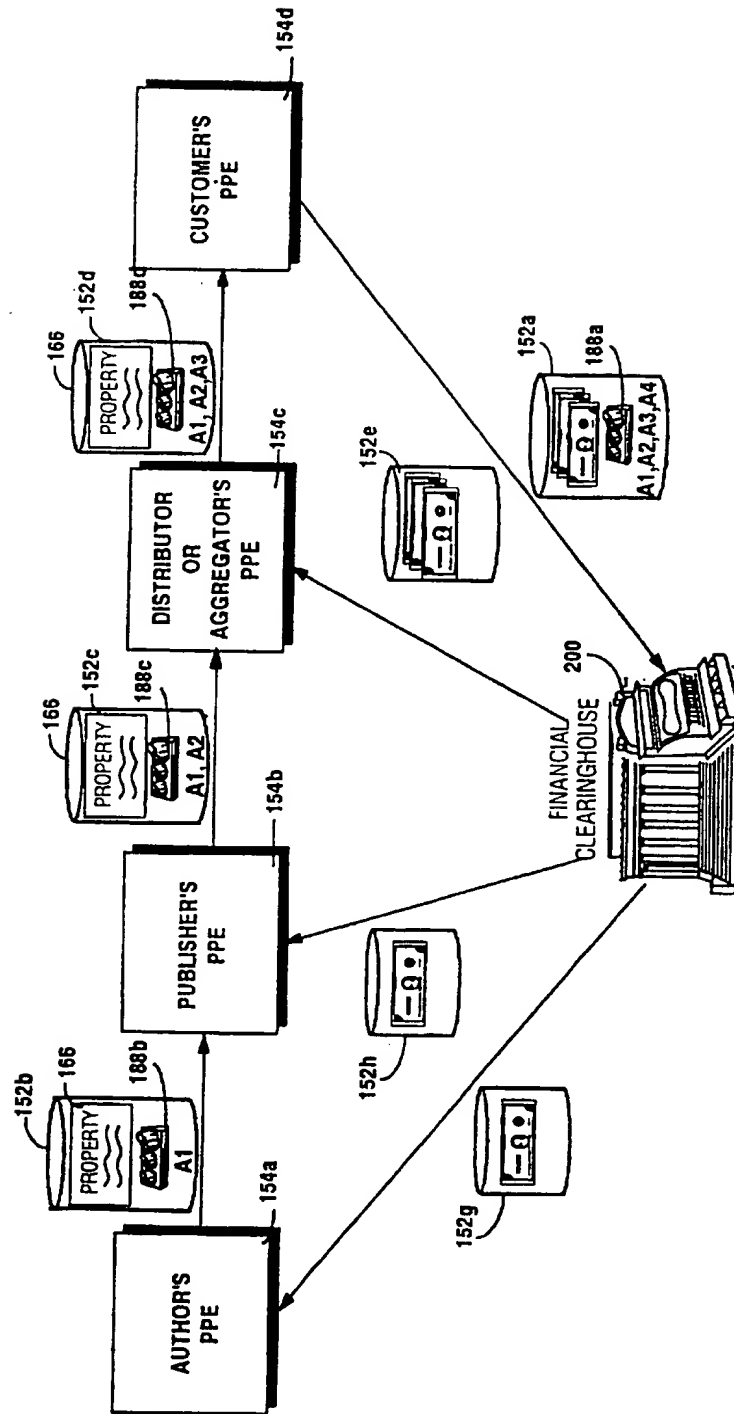 152b
166
PROPERTY
188b
A1
AUTHOR'S
PPE
154a
166
152c
PROPERTY
188c
A1, A2
PUBLISHER'S
PPE
154b
166
152d
PROPERTY
188d
A1, A2, A3
DISTRIBUTOR
OR
AGGREGATOR'S
PPE
154c
CUSTOMER'S
PPE
154d
152g
152h
152e
152a
188a
A1,A2,A3,A4
FINANCIAL
CLEARINGHOUSE
200